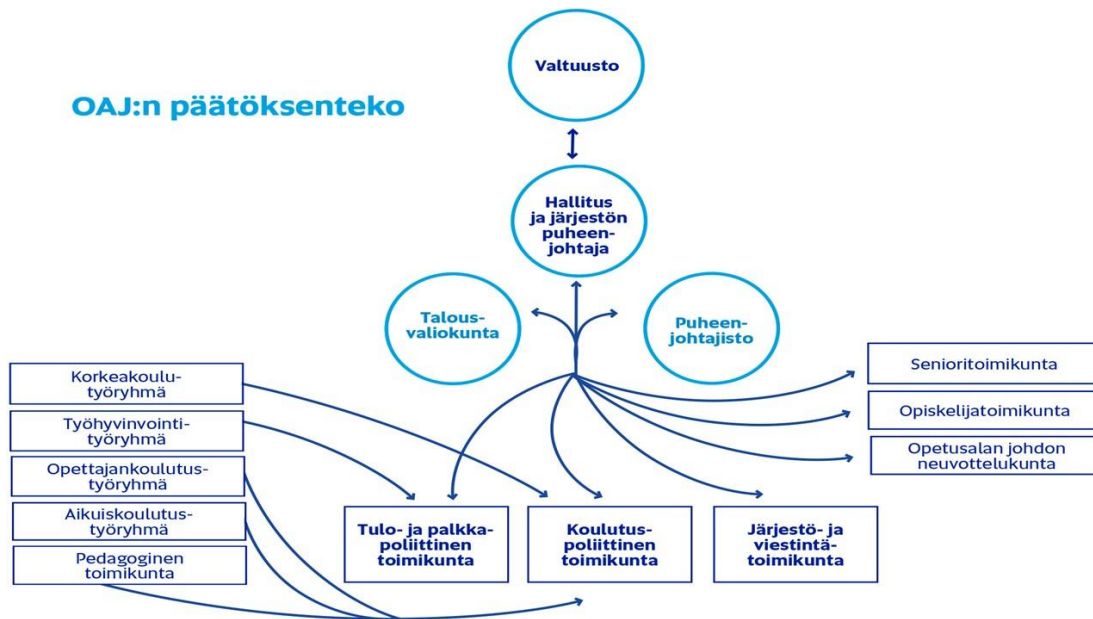 Valtuusto
OAJ:n päätöksenteko
Hallitus
ja järjestön
puheen-
johtaja
Talous-
valiokunta
Puheen-
johtajisto
Korkeakoulu-
työryhmä
Työhyvinvointi-
työryhmä
Opettajankoulutus-
työryhmä
Aikuiskoulutus-
työryhmä
Pedagoginen
toimikunta
Senioritoimikunta
Opiskelijatoimikunta
Opetusalan johdon
neuvottelukunta
Tulo- ja palkka-
poliittinen
toimikunta
Koulutus-
poliittinen
toimikunta
Järjestö- ja
viestintä-
toimikunta